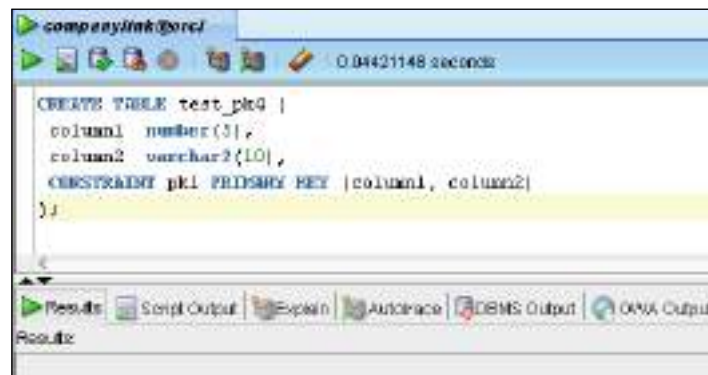 companylink@orcl
0.04421148 seconds
CREATE TABLE test_pk4 (
column1 number(3),
column2 varchar2(10),
CONSTRAINT pk1 PRIMARY KEY (column1, column2)
);
Results Script Output Explain Autotrace DBMS Output OWA Output
Results: